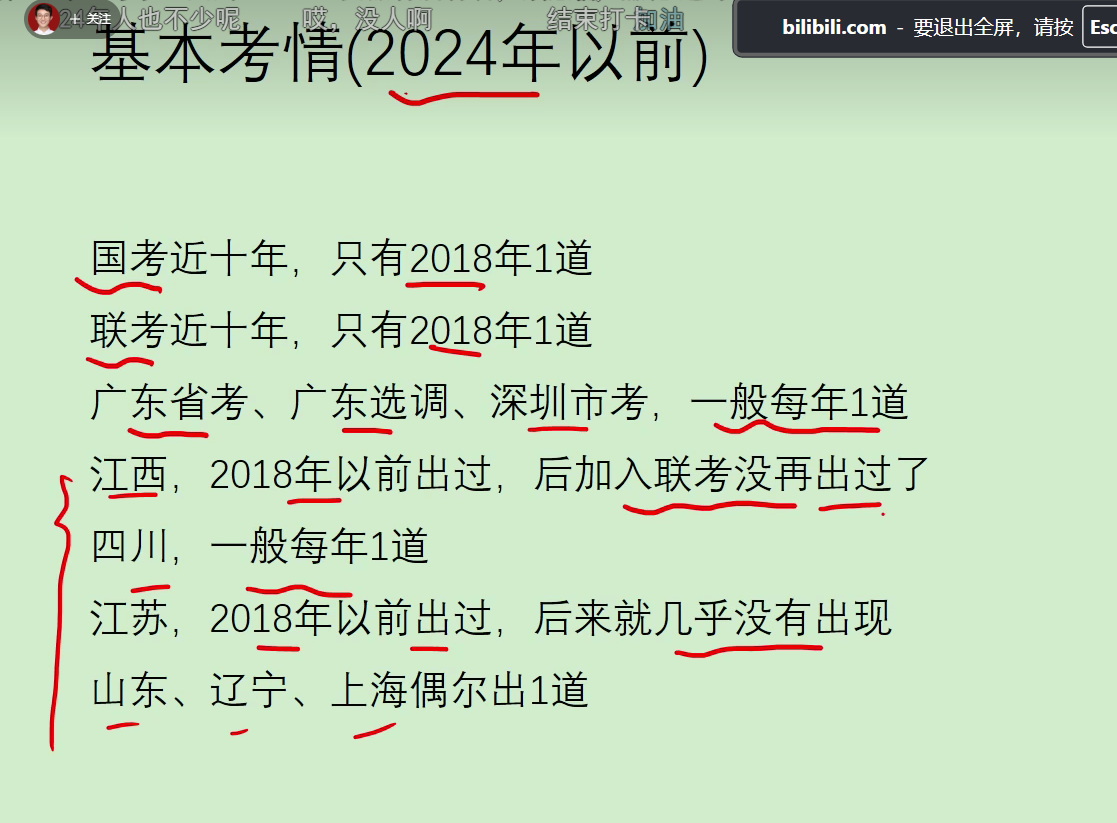 24年人也不少呢 哎，没人啊 结束打卡 加油
+ 关注
bilibili.com - 要退出全屏，请按 Esc
基本考情(2024年以前)
国考近十年，只有2018年1道
联考近十年，只有2018年1道
广东省考、广东选调、深圳市考，一般每年1道
江西，2018年以前出过，后加入联考没再出过了
四川，一般每年1道
江苏，2018年以前出过，后来就几乎没有出现
山东、辽宁、上海偶尔出1道